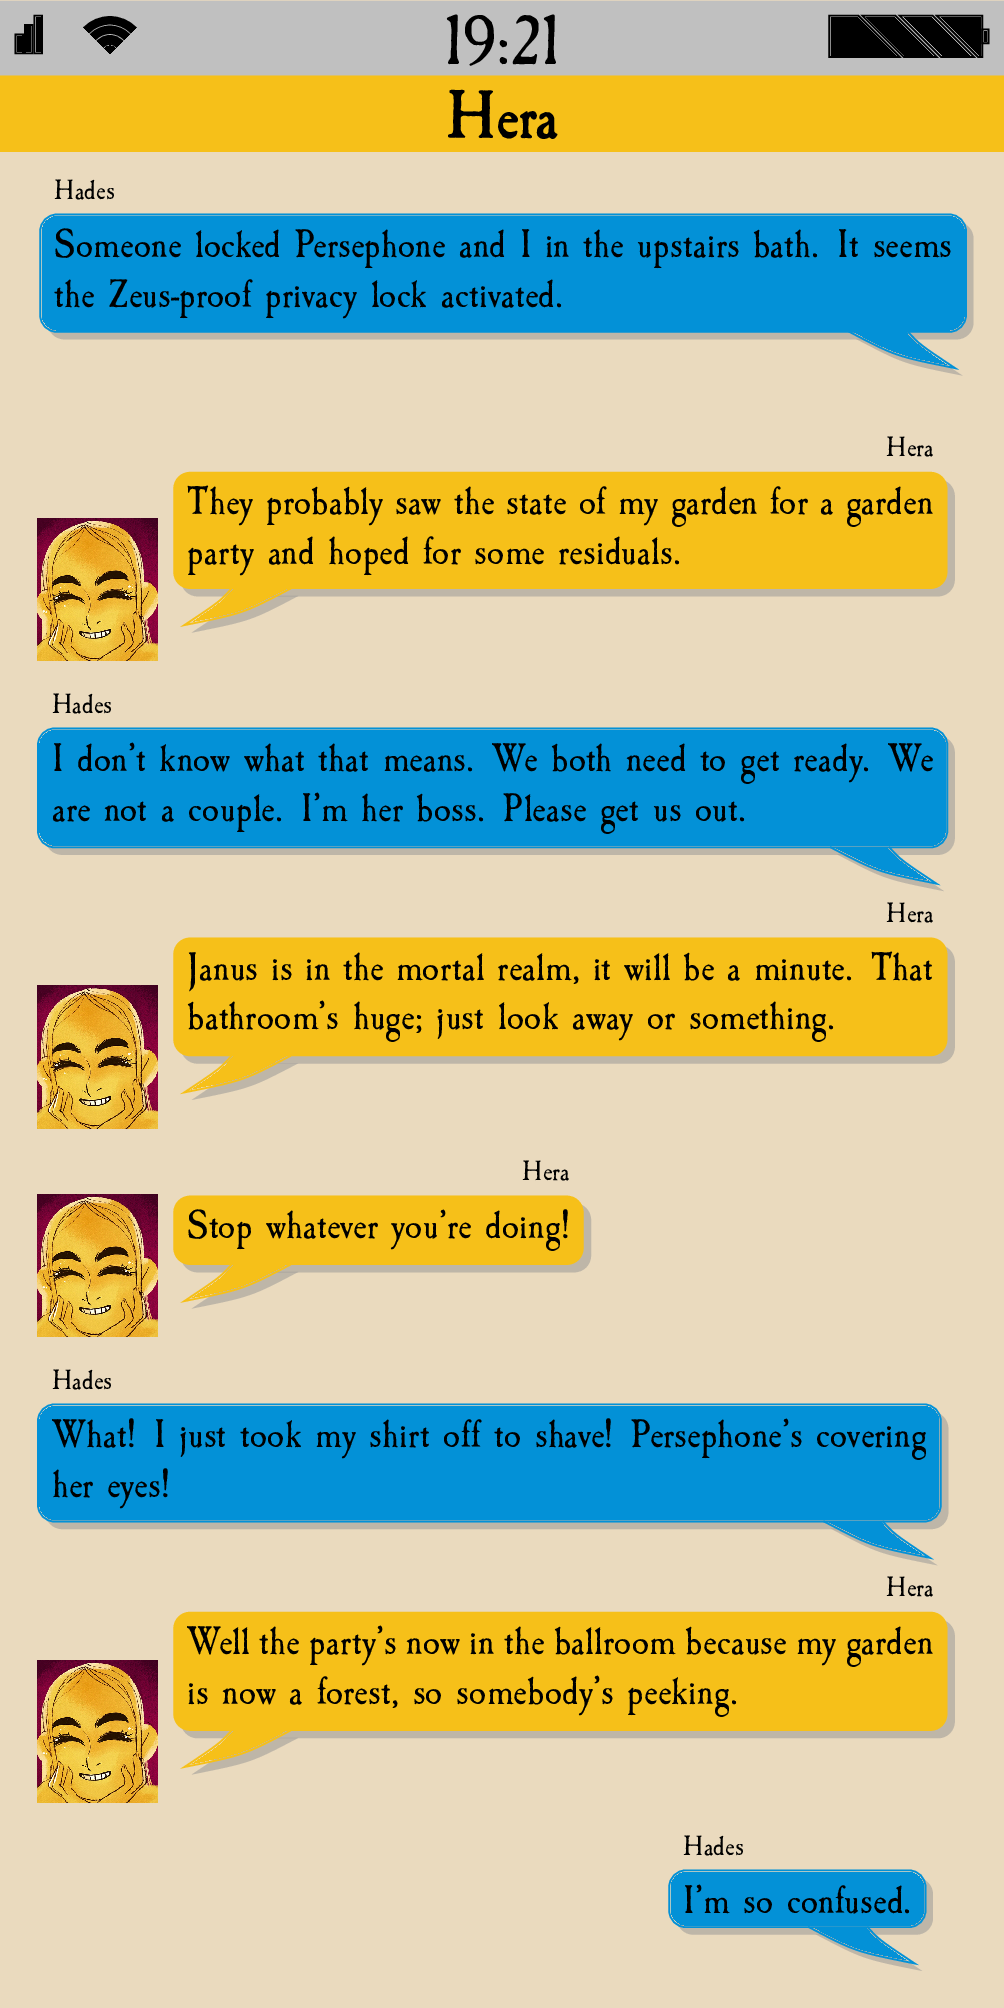 19:21
Hera
Hades
Someone locked Persephone and I in the upstairs bath. It seems
the Zeus-proof privacy lock activated.
Hera
They probably saw the state of my garden for a garden
party and hoped for some residuals.
Hades
I don't know what that means. We both need to get ready. We
are not a couple. I'm her boss. Please get us out.
Hera
Janus is in the mortal realm, it will be a minute. That
bathroom's huge; just look away or something.
Hera
Stop whatever you're doing!
Hades
What! I just took my shirt off to shave! Persephone's covering
her eyes!
Hera
Well the party's now in the ballroom because my garden
is now a forest, so somebody's peeking.
Hades
I'm so confused.